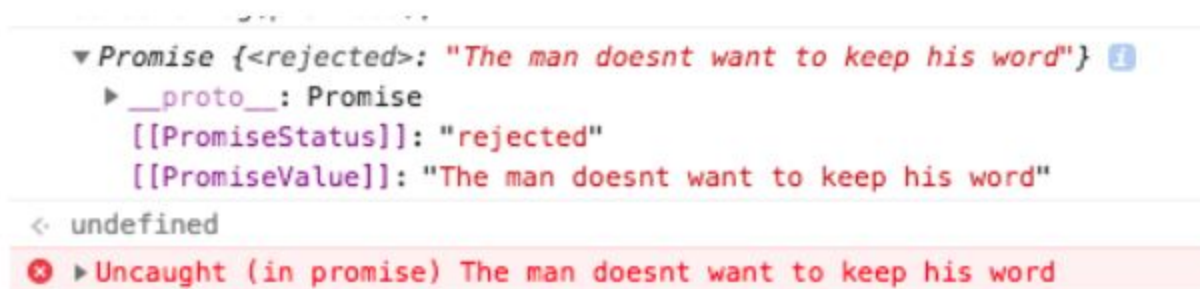 Promise {<rejected>: "The man doesnt want to keep his word"} i
__proto__: Promise
[[PromiseStatus]]: "rejected"
[[PromiseValue]]: "The man doesnt want to keep his word"
undefined
Uncaught (in promise) The man doesnt want to keep his word